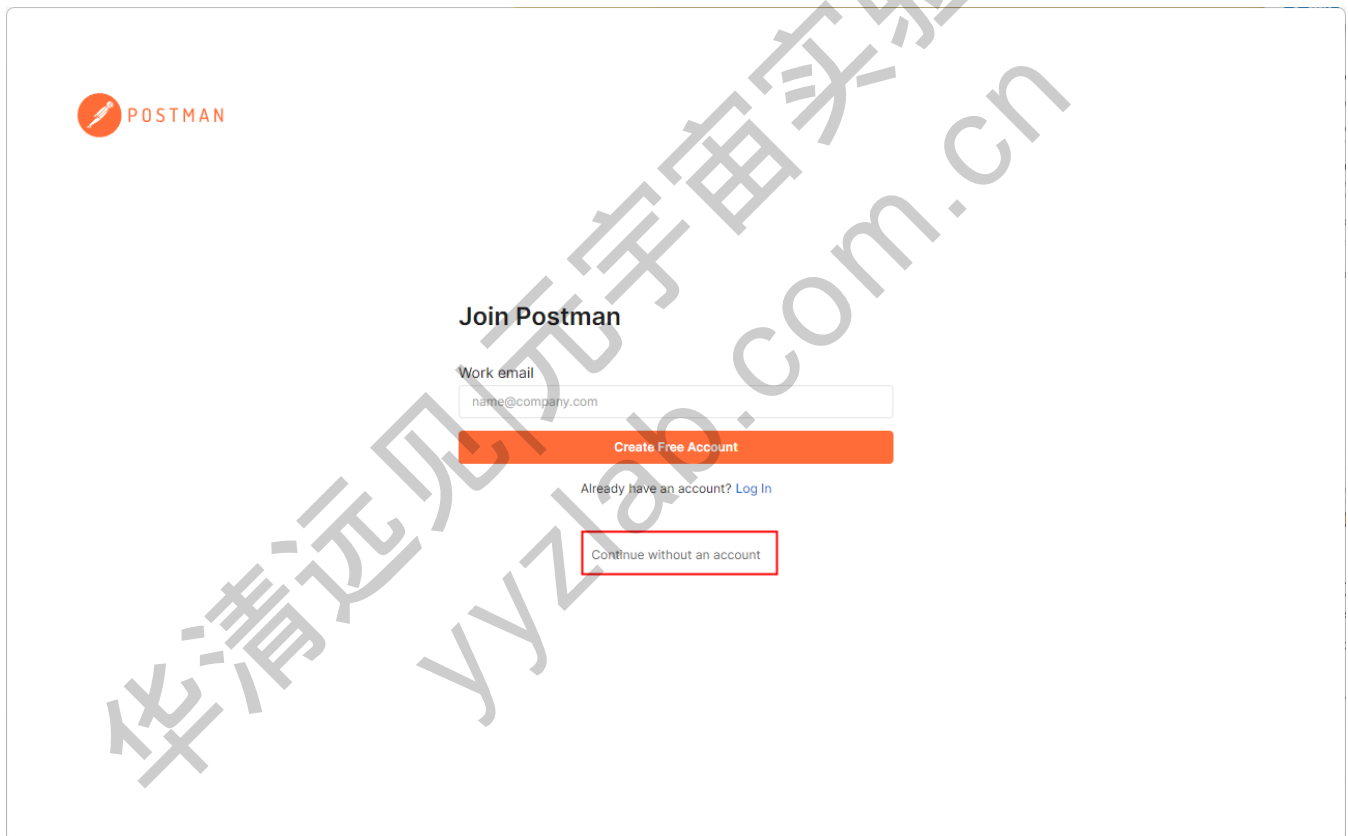 POSTMAN
Join Postman
Work email
name@company.com
Create Free Account
Already have an account? Log In
Continue without an account
华清远见|元宇宙实验
yyzlab.com.cn